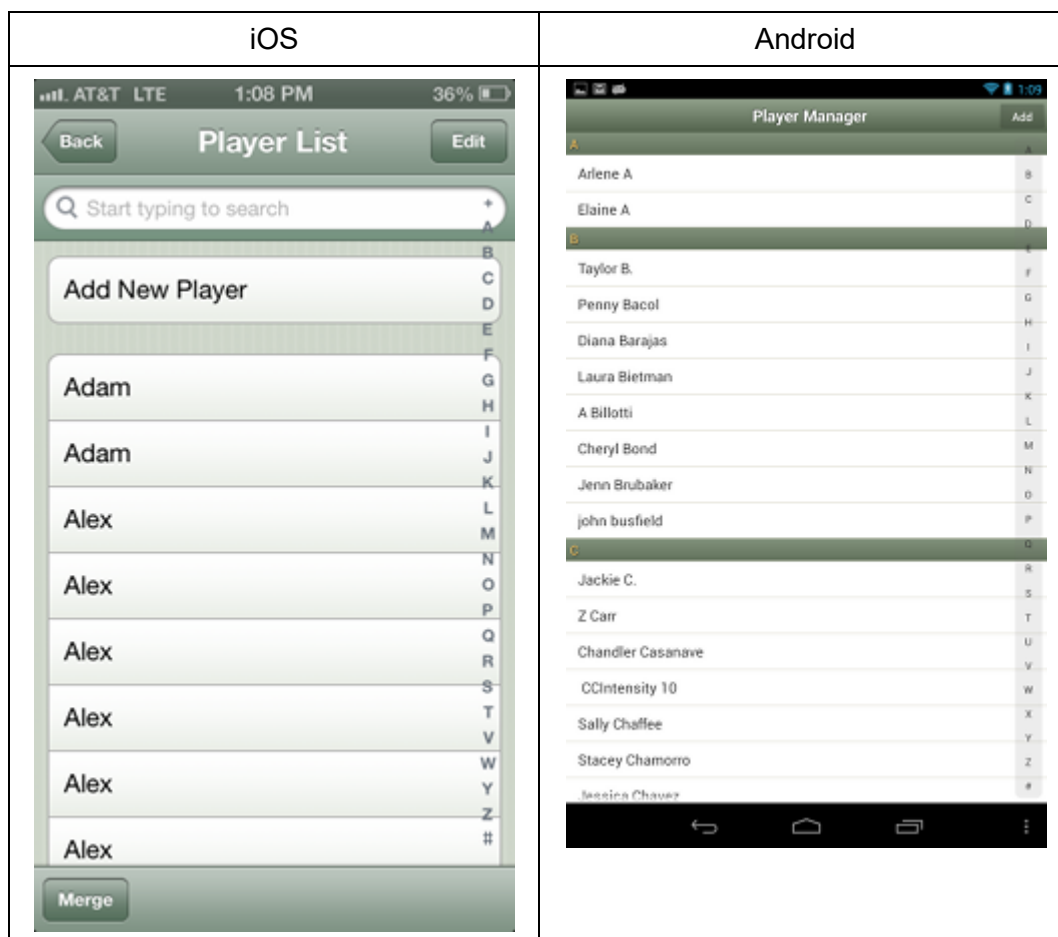 iOS
Android
AT&T LTE 1:08 PM 36%
Back Player List Edit
Start typing to search
Add New Player
Adam
Adam
Alex
Alex
Alex
Alex
Alex
Alex
Merge
+
A
B
C
D
E
F
G
H
I
J
K
L
M
N
O
P
Q
R
S
T
V
W
Y
Z
#
1:09
Player Manager Add
A
Arlene A
Elaine A
B
Taylor B.
Penny Bacol
Diana Barajas
Laura Bietman
A Billotti
Cheryl Bond
Jenn Brubaker
john busfield
C
Jackie C.
Z Carr
Chandler Casanave
CCIntensity 10
Sally Chaffee
Stacey Chamorro
Jessica Chavez
A
B
C
D
E
F
G
H
I
J
K
L
M
N
O
P
Q
R
S
T
U
V
W
X
Y
Z
#